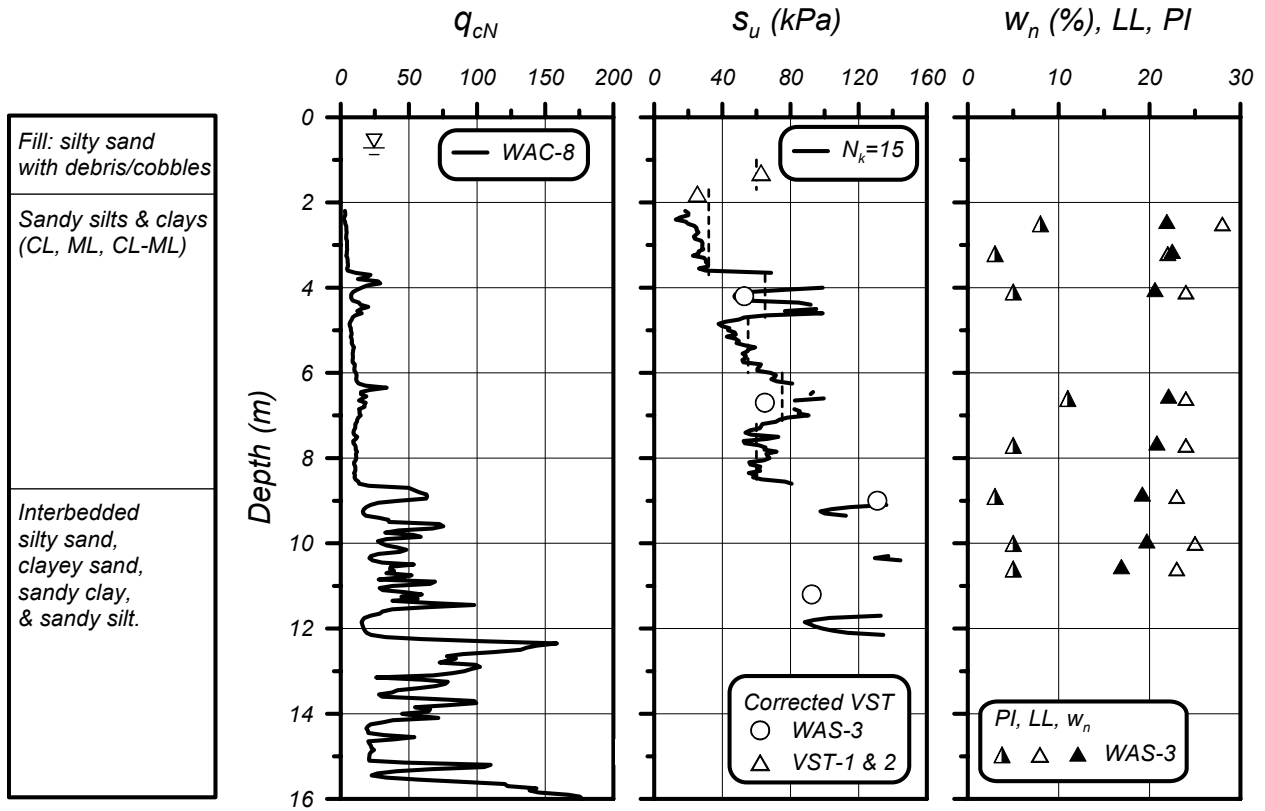 q_cN
s_u (kPa)
w_n (%), LL, PI
0 50 100 150 200
0 40 80 120 160
0 10 20 30
Fill: silty sand
with debris/cobbles
Sandy silts & clays
(CL, ML, CL-ML)
Interbedded
silty sand,
clayey sand,
sandy clay,
& sandy silt.
Depth (m)
0
2
4
6
8
10
12
14
16
WAC-8
N_k=15
Corrected VST
WAS-3
VST-1 & 2
PI, LL, w_n
WAS-3